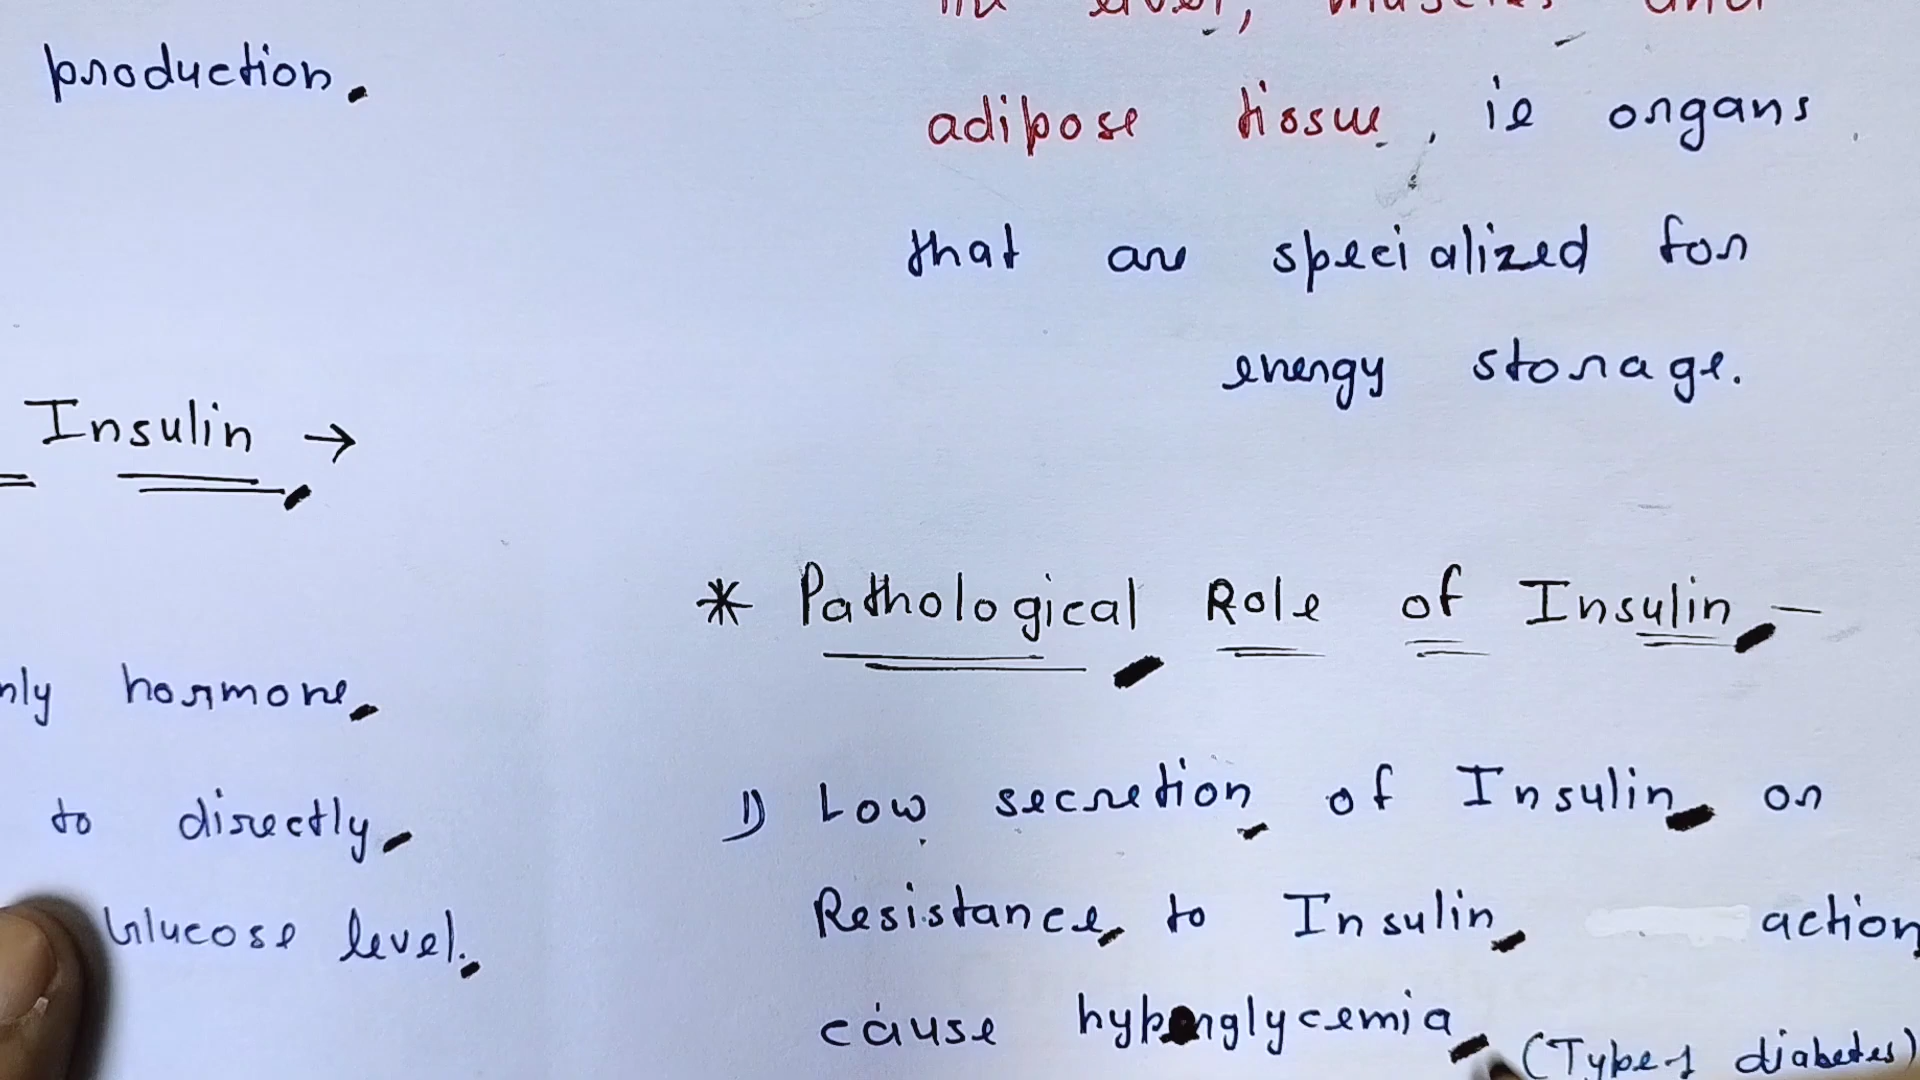 production.
Insulin →
hormone
to directly
Glucose level.
adipose tissue, ie organs
that are specialized for
energy storage.
* Pathological Role of Insulin –
1) Low secretion of Insulin or
Resistance to Insulin action
cause hyperglycemia
(Type-1 diabetes)